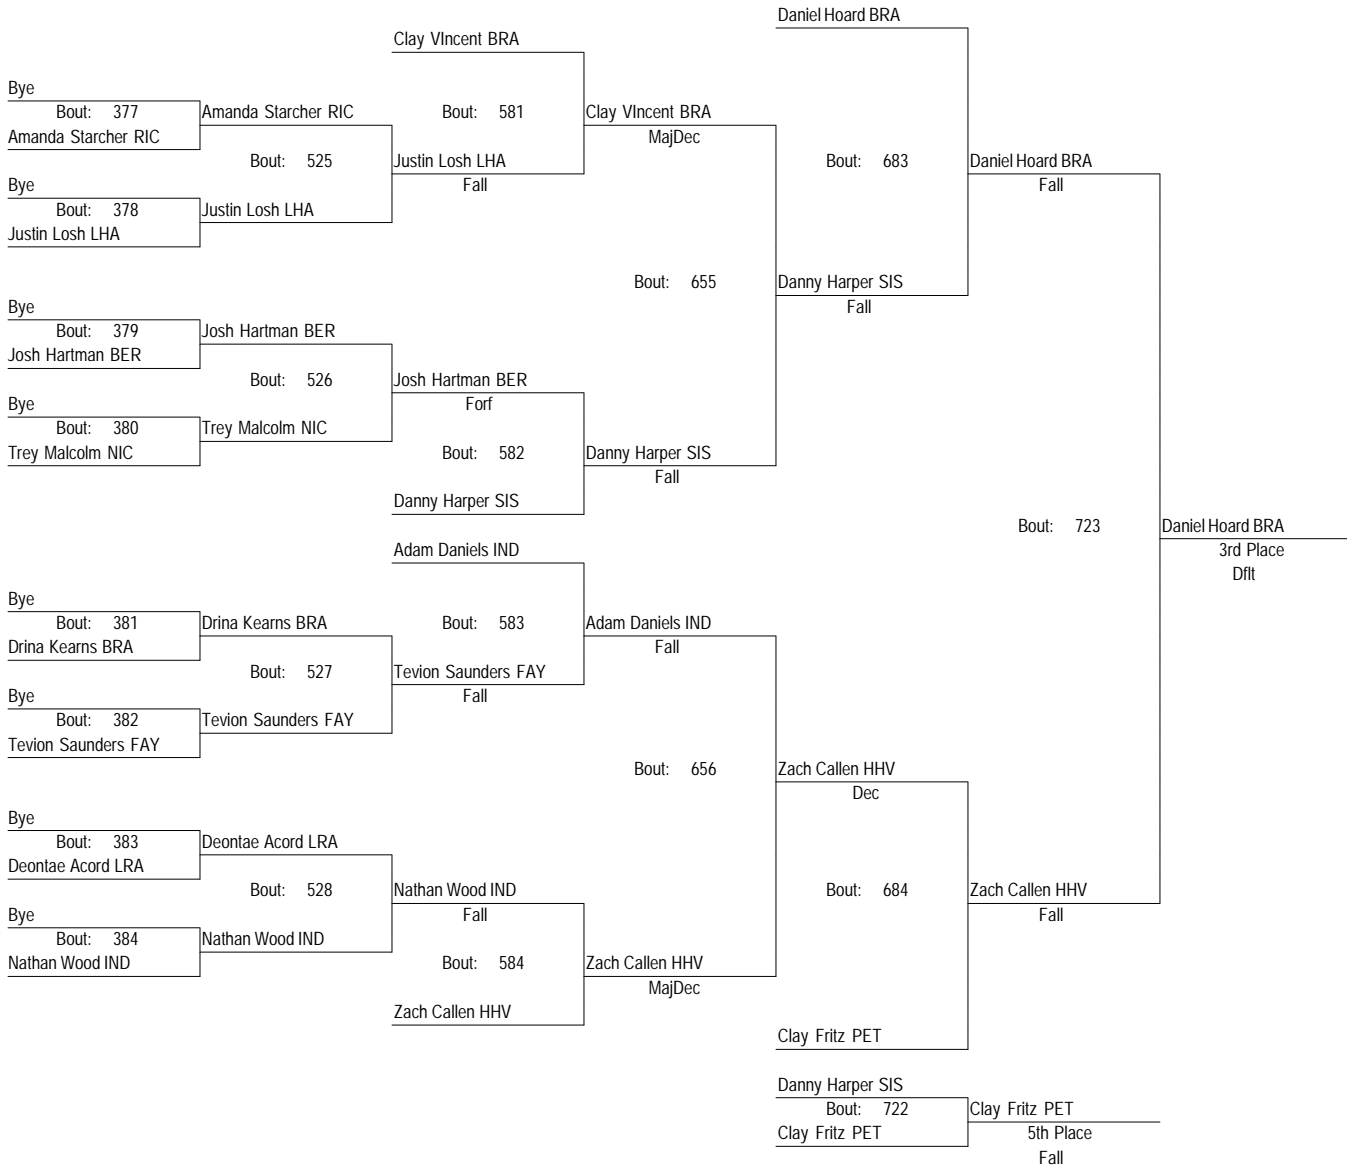 Daniel Hoard BRA
Clay VIncent BRA
Bye
Bout: 377
Amanda Starcher RIC
Bout: 581
Clay VIncent BRA
Amanda Starcher RIC
MajDec
Bout: 525
Justin Losh LHA
Bout: 683
Daniel Hoard BRA
Bye
Fall
Fall
Bout: 378
Justin Losh LHA
Justin Losh LHA
Bout: 655
Danny Harper SIS
Bye
Fall
Bout: 379
Josh Hartman BER
Josh Hartman BER
Bout: 526
Josh Hartman BER
Bye
Forf
Bout: 380
Trey Malcolm NIC
Trey Malcolm NIC
Bout: 582
Danny Harper SIS
Fall
Danny Harper SIS
Bout: 723
Daniel Hoard BRA
Adam Daniels IND
3rd Place
Dflt
Bye
Bout: 381
Drina Kearns BRA
Bout: 583
Adam Daniels IND
Drina Kearns BRA
Fall
Bout: 527
Tevion Saunders FAY
Bye
Fall
Bout: 382
Tevion Saunders FAY
Tevion Saunders FAY
Bout: 656
Zach Callen HHV
Dec
Bye
Bout: 383
Deontae Acord LRA
Deontae Acord LRA
Bout: 528
Nathan Wood IND
Bout: 684
Zach Callen HHV
Bye
Fall
Fall
Bout: 384
Nathan Wood IND
Nathan Wood IND
Bout: 584
Zach Callen HHV
MajDec
Zach Callen HHV
Clay Fritz PET
Danny Harper SIS
Bout: 722
Clay Fritz PET
Clay Fritz PET
5th Place
Fall